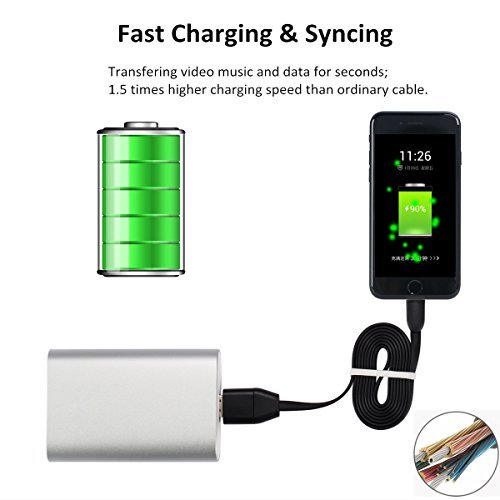 Fast Charging & Syncing
Transfering video music and data for seconds;
1.5 times higher charging speed than ordinary cable.
11:26
90%